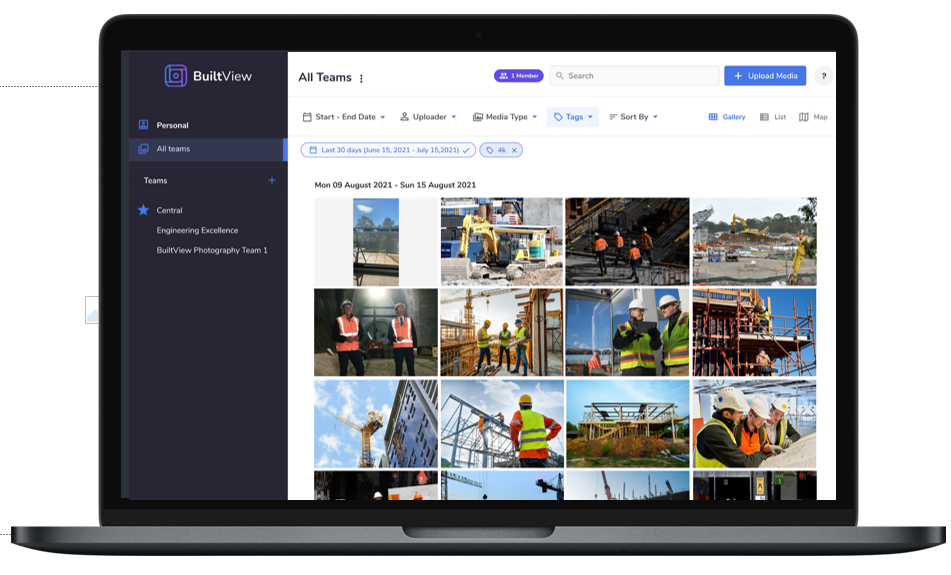 BuiltView
Personal
All teams
Teams
Central
Engineering Excellence
BuiltView Photography Team 1
All Teams
1 Member
Search
+ Upload Media
?
Start - End Date
Uploader
Media Type
Tags
Sort By
Gallery
List
Map
Last 30 days (June 15, 2021 - July 15,2021)
4k
Mon 09 August 2021 - Sun 15 August 2021